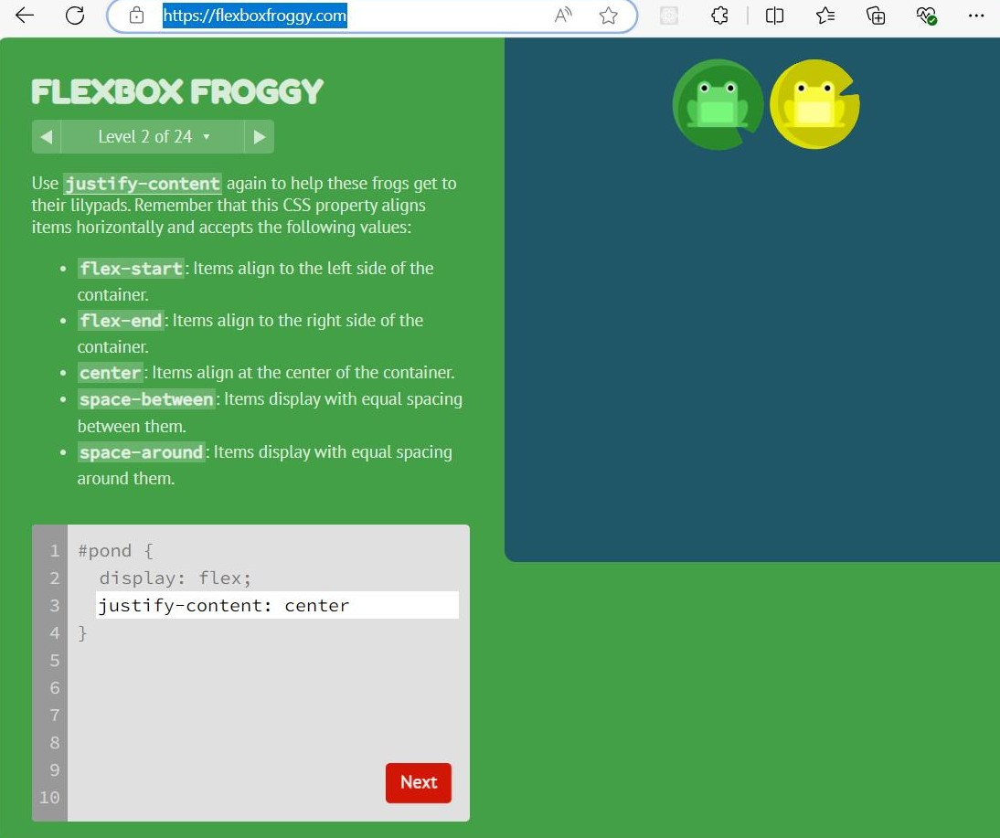 https://flexboxfroggy.com
FLEXBOX FROGGY
Level 2 of 24
Use justify-content again to help these frogs get to
their lilypads. Remember that this CSS property aligns
items horizontally and accepts the following values:
flex-start: Items align to the left side of the
container.
flex-end: Items align to the right side of the
container.
center: Items align at the center of the container.
space-between: Items display with equal spacing
between them.
space-around: Items display with equal spacing
around them.
1 #pond {
2 display: flex;
3 justify-content: center
4 }
5
6
7
8
9
10
Next